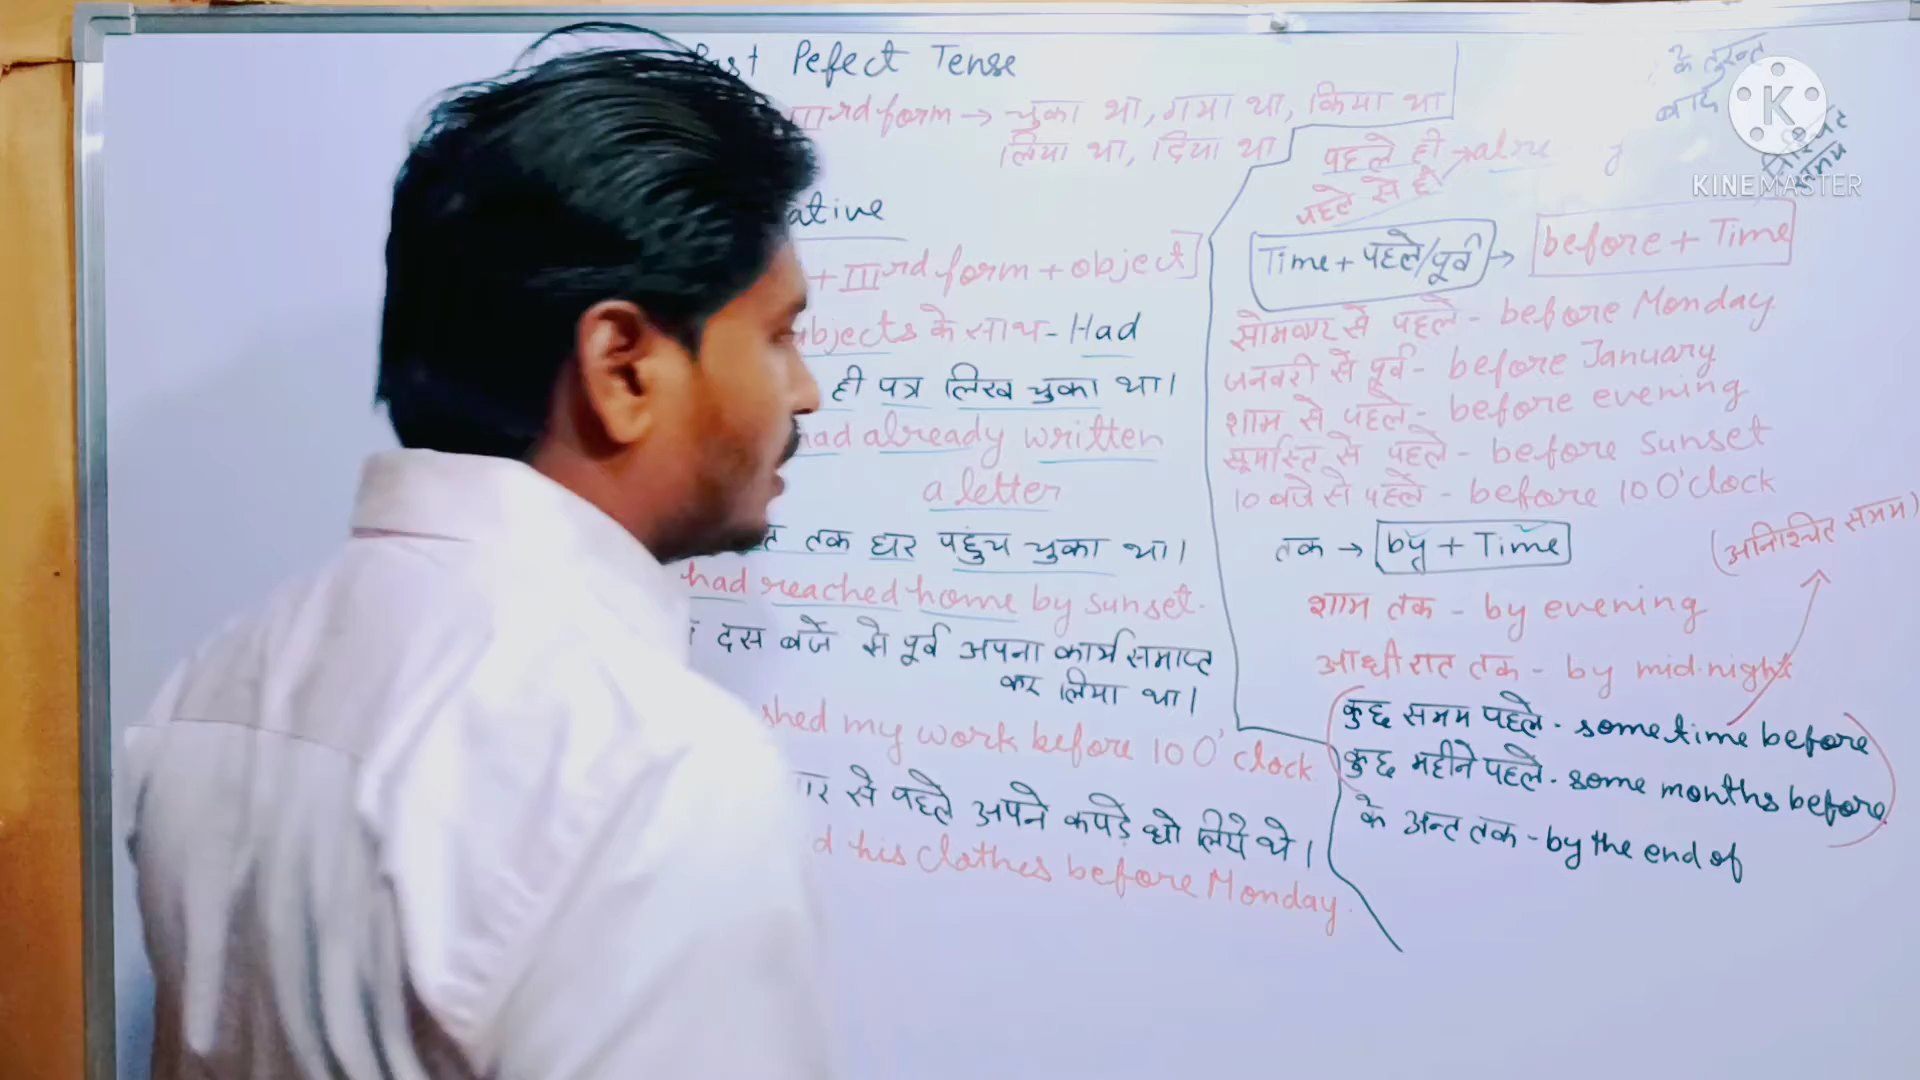 Past Pefect Tense
IIIrd form → चुका था, गया था, किया था
लिया था, दिया था
ative
+ IIIrd form + object]
ubjects के साथ - Had
ही पत्र लिख चुका था।
had already written
a letter
तक घर पहुंच चुका था।
had reached home by sunset.
दस बजे से पूर्व अपना कार्य समाप्त
कर लिया था।
shed my work before 10 O'clock
ार से पहले अपने कपड़े धो लिये थे।
d his clothes before Monday.
के तुरन्त
बाद
पहले ही → alre y
पहले से ही
Time + पहले/पूर्व → before + Time
सोमवार से पहले - before Monday
जनवरी से पूर्व - before January
शाम से पहले - before evening
सूर्यास्त से पहले - before sunset
10 बजे से पहले - before 10 O'clock
तक → by + Time
(अनिश्चित समय)
शाम तक - by evening
आधी रात तक - by mid-night
कुछ समय पहले - sometime before
कुछ महीने पहले - some months before
के अन्त तक - by the end of
K
KINEMASTER